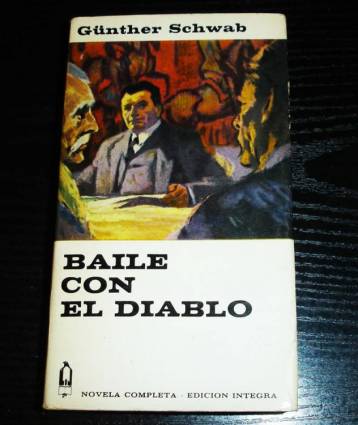 Günther Schwab
BAILE
CON
EL DIABLO
NOVELA COMPLETA · EDICION INTEGRA